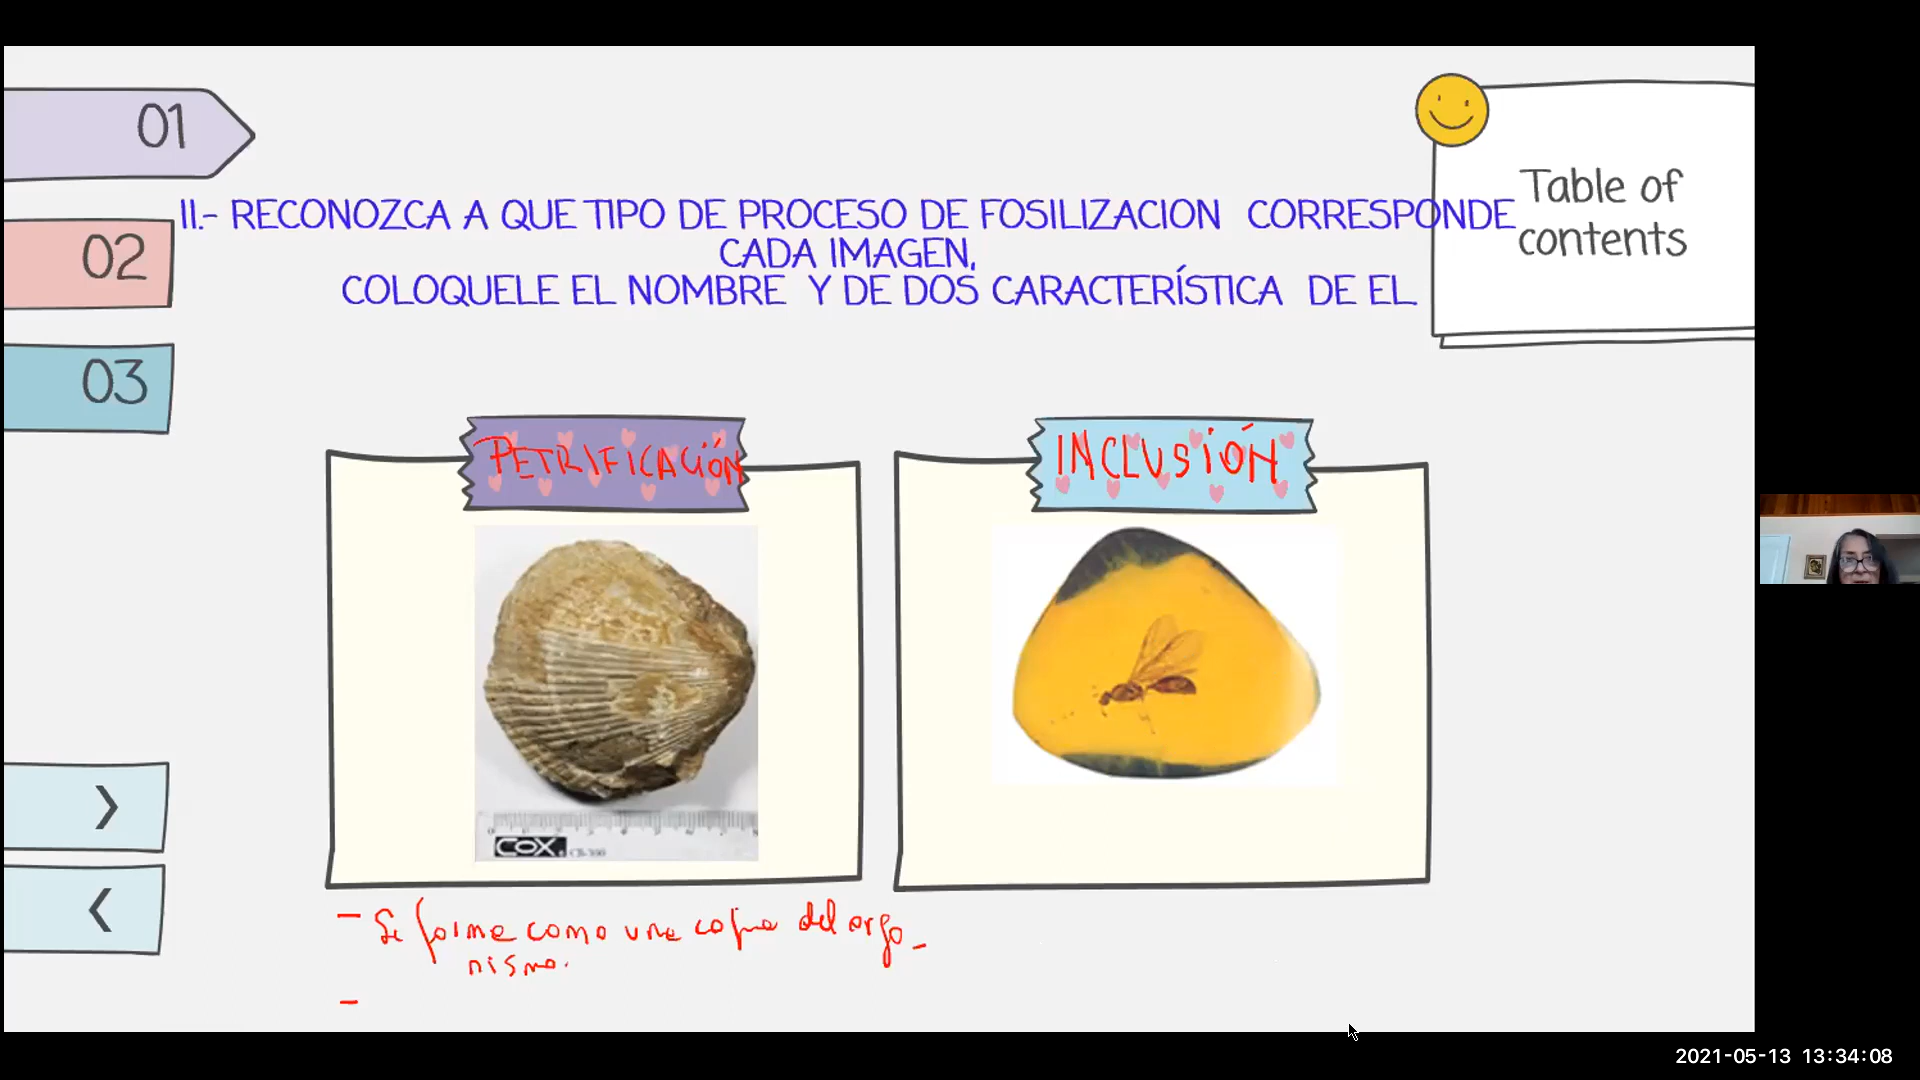 01
02
03
II.- RECONOZCA A QUE TIPO DE PROCESO DE FOSILIZACION CORRESPONDE
CADA IMAGEN.
COLOQUELE EL NOMBRE Y DE DOS CARACTERÍSTICA DE EL
Table of
contents
PETRIFICACIÓN
INCLUSIÓN
COX
- Se forma como una copia del orga-
nismo.
-
2021-05-13 13:34:08